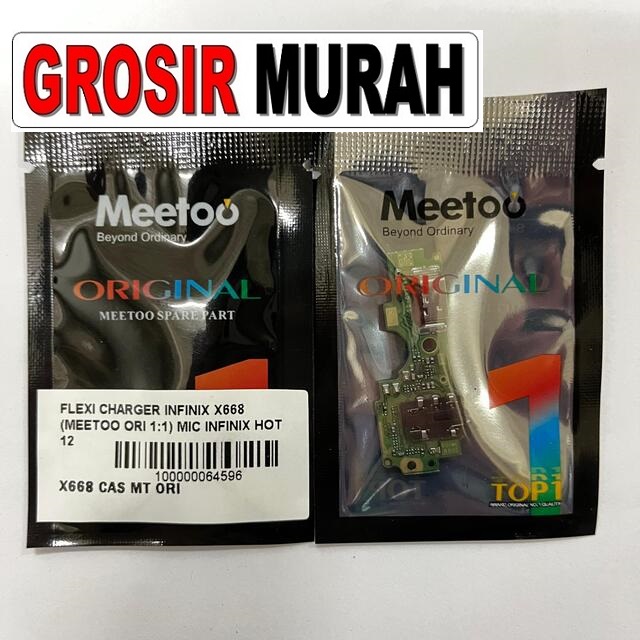 GROSIR MURAH
Meetoo
Beyond Ordinary
ORIGINAL
MEETOO SPARE PART
FLEXI CHARGER INFINIX X668
(MEETOO ORI 1:1) MIC INFINIX HOT
12
100000064596
X668 CAS MT ORI
Meetoo
Beyond Ordinary
ORIGINAL
1
TOP1